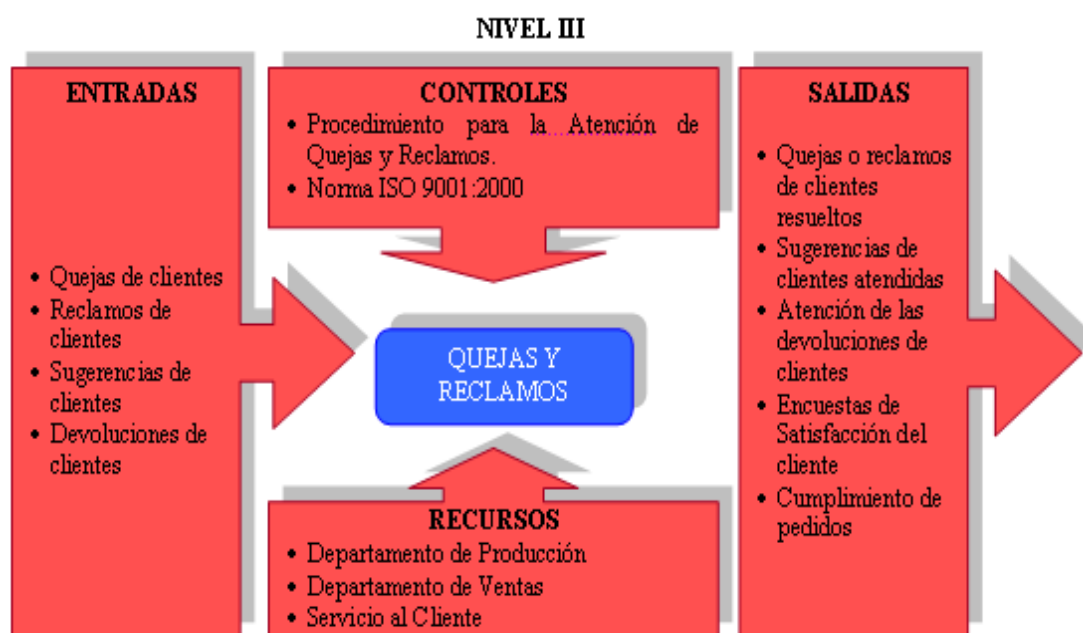 NIVEL III
ENTRADAS
• Quejas de clientes
• Reclamos de
clientes
• Sugerencias de
clientes
• Devoluciones de
clientes
CONTROLES
• Procedimiento para la Atención de
Quejas y Reclamos.
• Norma ISO 9001:2000
QUEJAS Y
RECLAMOS
RECURSOS
• Departamento de Producción
• Departamento de Ventas
• Servicio al Cliente
SALIDAS
• Quejas o reclamos
de clientes
resueltos
• Sugerencias de
clientes atendidas
• Atención de las
devoluciones de
clientes
• Encuestas de
Satisfacción del
cliente
• Cumplimiento de
pedidos